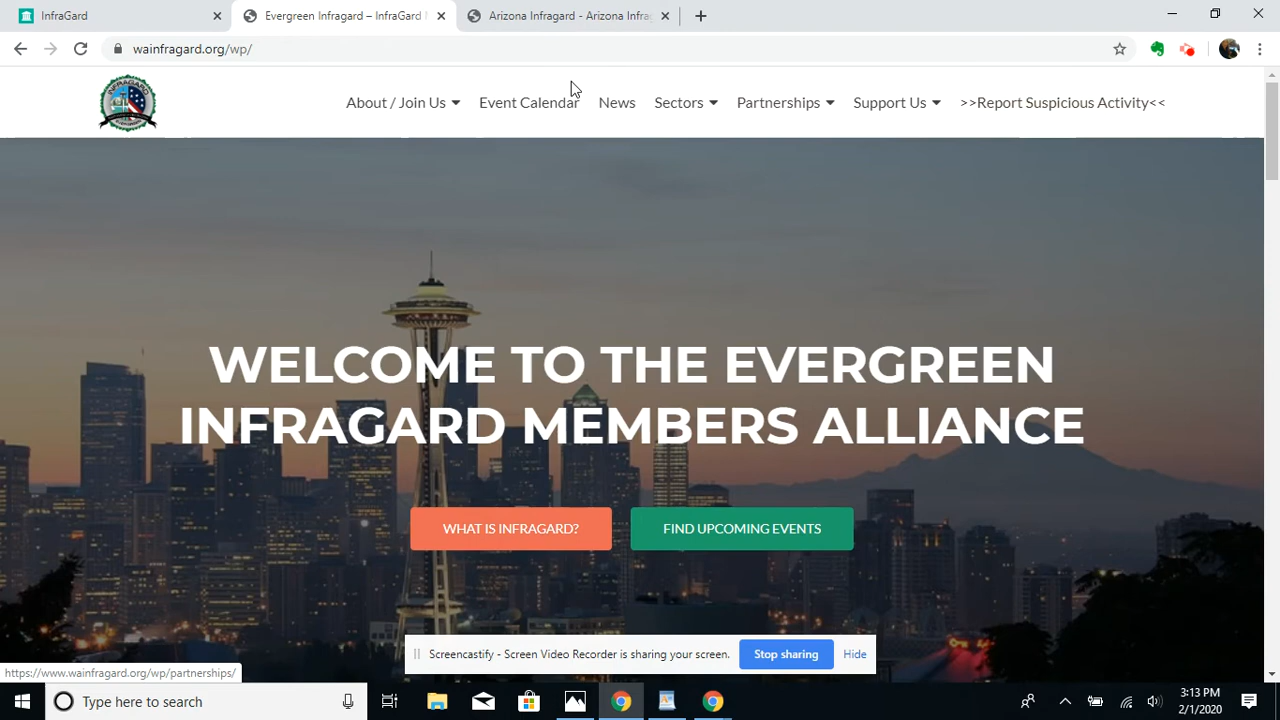 InfraGard
Evergreen Infragard – InfraGard M
Arizona Infragard - Arizona Infrag
wainfragard.org/wp/
INFRAGARD
About / Join Us
Event Calendar
News
Sectors
Partnerships
Support Us
>>Report Suspicious Activity<<
WELCOME TO THE EVERGREEN
INFRAGARD MEMBERS ALLIANCE
WHAT IS INFRAGARD?
FIND UPCOMING EVENTS
Screencastify - Screen Video Recorder is sharing your screen.
Stop sharing
Hide
https://www.wainfragard.org/wp/partnerships/
Type here to search
3:13 PM
2/1/2020